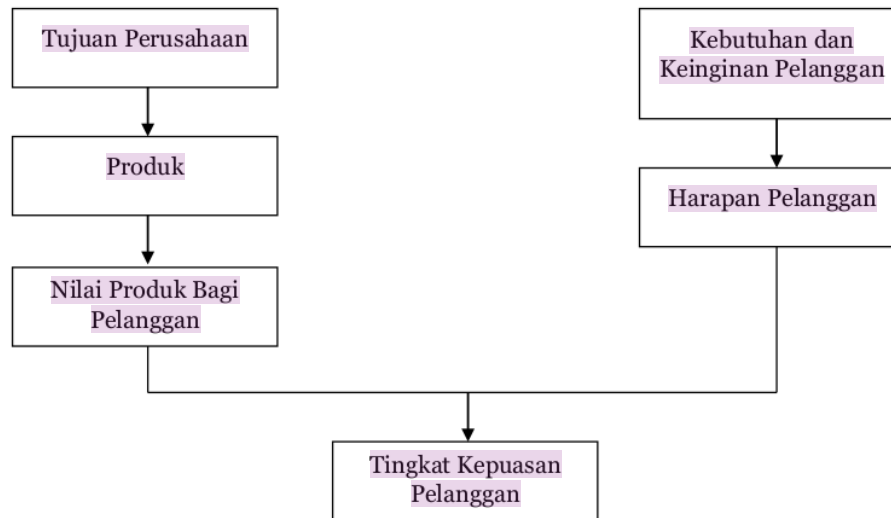 Tujuan Perusahaan
Kebutuhan dan
Keinginan Pelanggan
Produk
Harapan Pelanggan
Nilai Produk Bagi
Pelanggan
Tingkat Kepuasan
Pelanggan